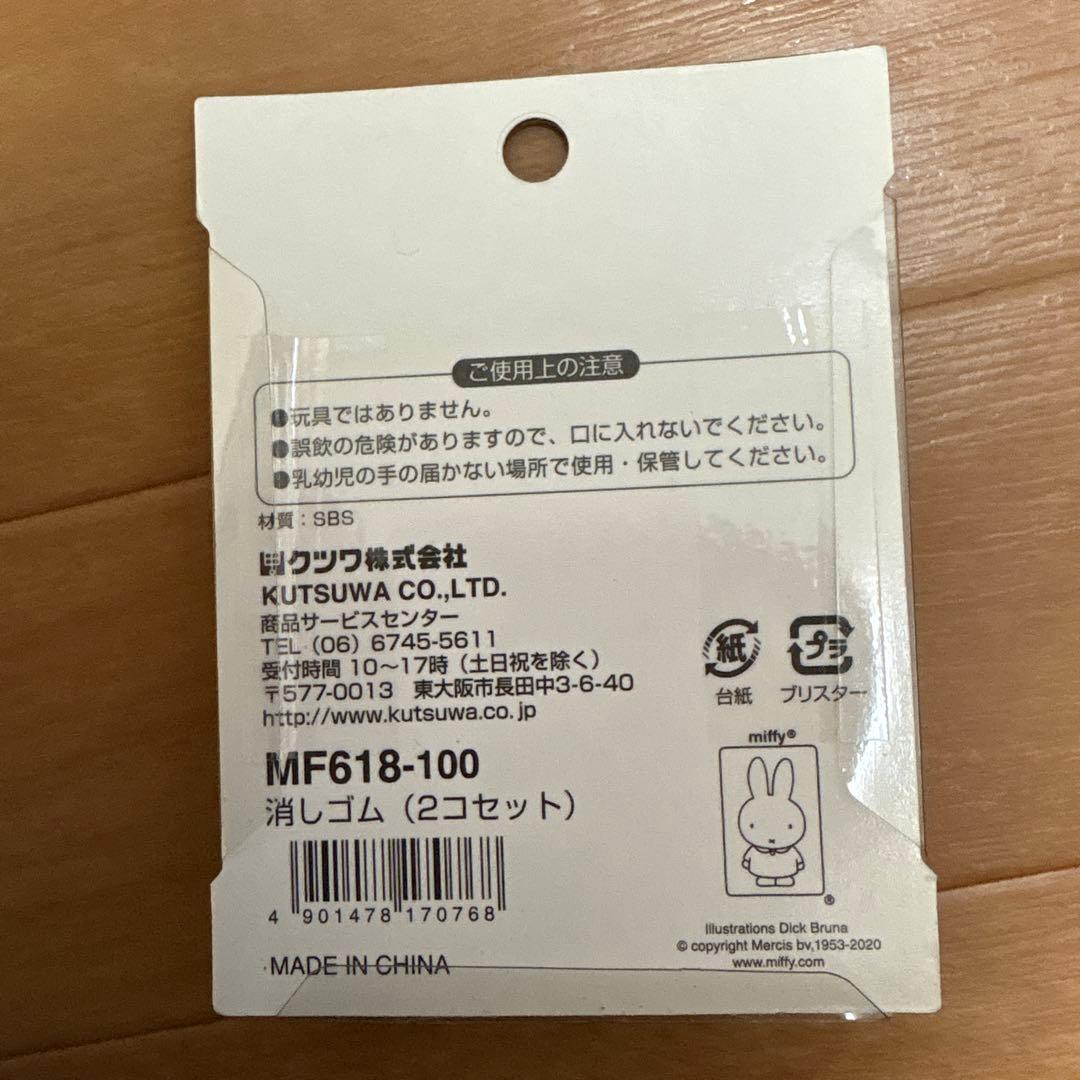 ご使用上の注意
●玩具ではありません。
●誤飲の危険がありますので、口に入れないでください。
●乳幼児の手の届かない場所で使用・保管してください。
材質：SBS
クツワ株式会社
KUTSUWA CO.,LTD.
商品サービスセンター
TEL (06) 6745-5611
受付時間 10～17時（土日祝を除く）
〒577-0013 東大阪市長田中3-6-40
http://www.kutsuwa.co.jp
紙
台紙
プラ
ブリスター
MF618-100
消しゴム（2コセット）
4 901478 170768
MADE IN CHINA
miffy®
®
Illustrations Dick Bruna
© copyright Mercis bv,1953-2020
www.miffy.com